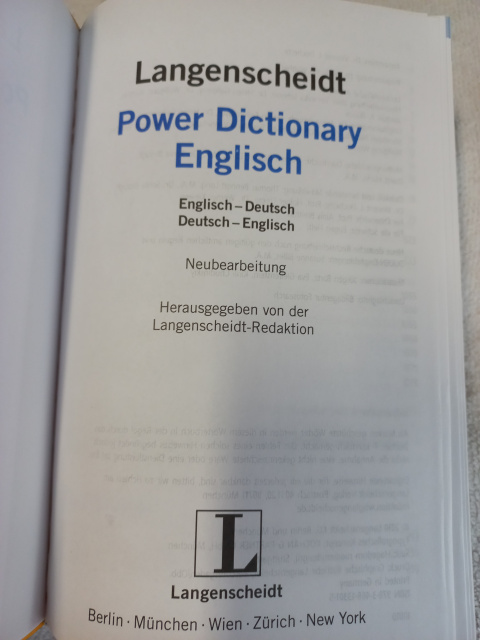 Langenscheidt
Power Dictionary
Englisch
Englisch – Deutsch
Deutsch – Englisch
Neubearbeitung
Herausgegeben von der
Langenscheidt-Redaktion
L
Langenscheidt
Berlin · München · Wien · Zürich · New York